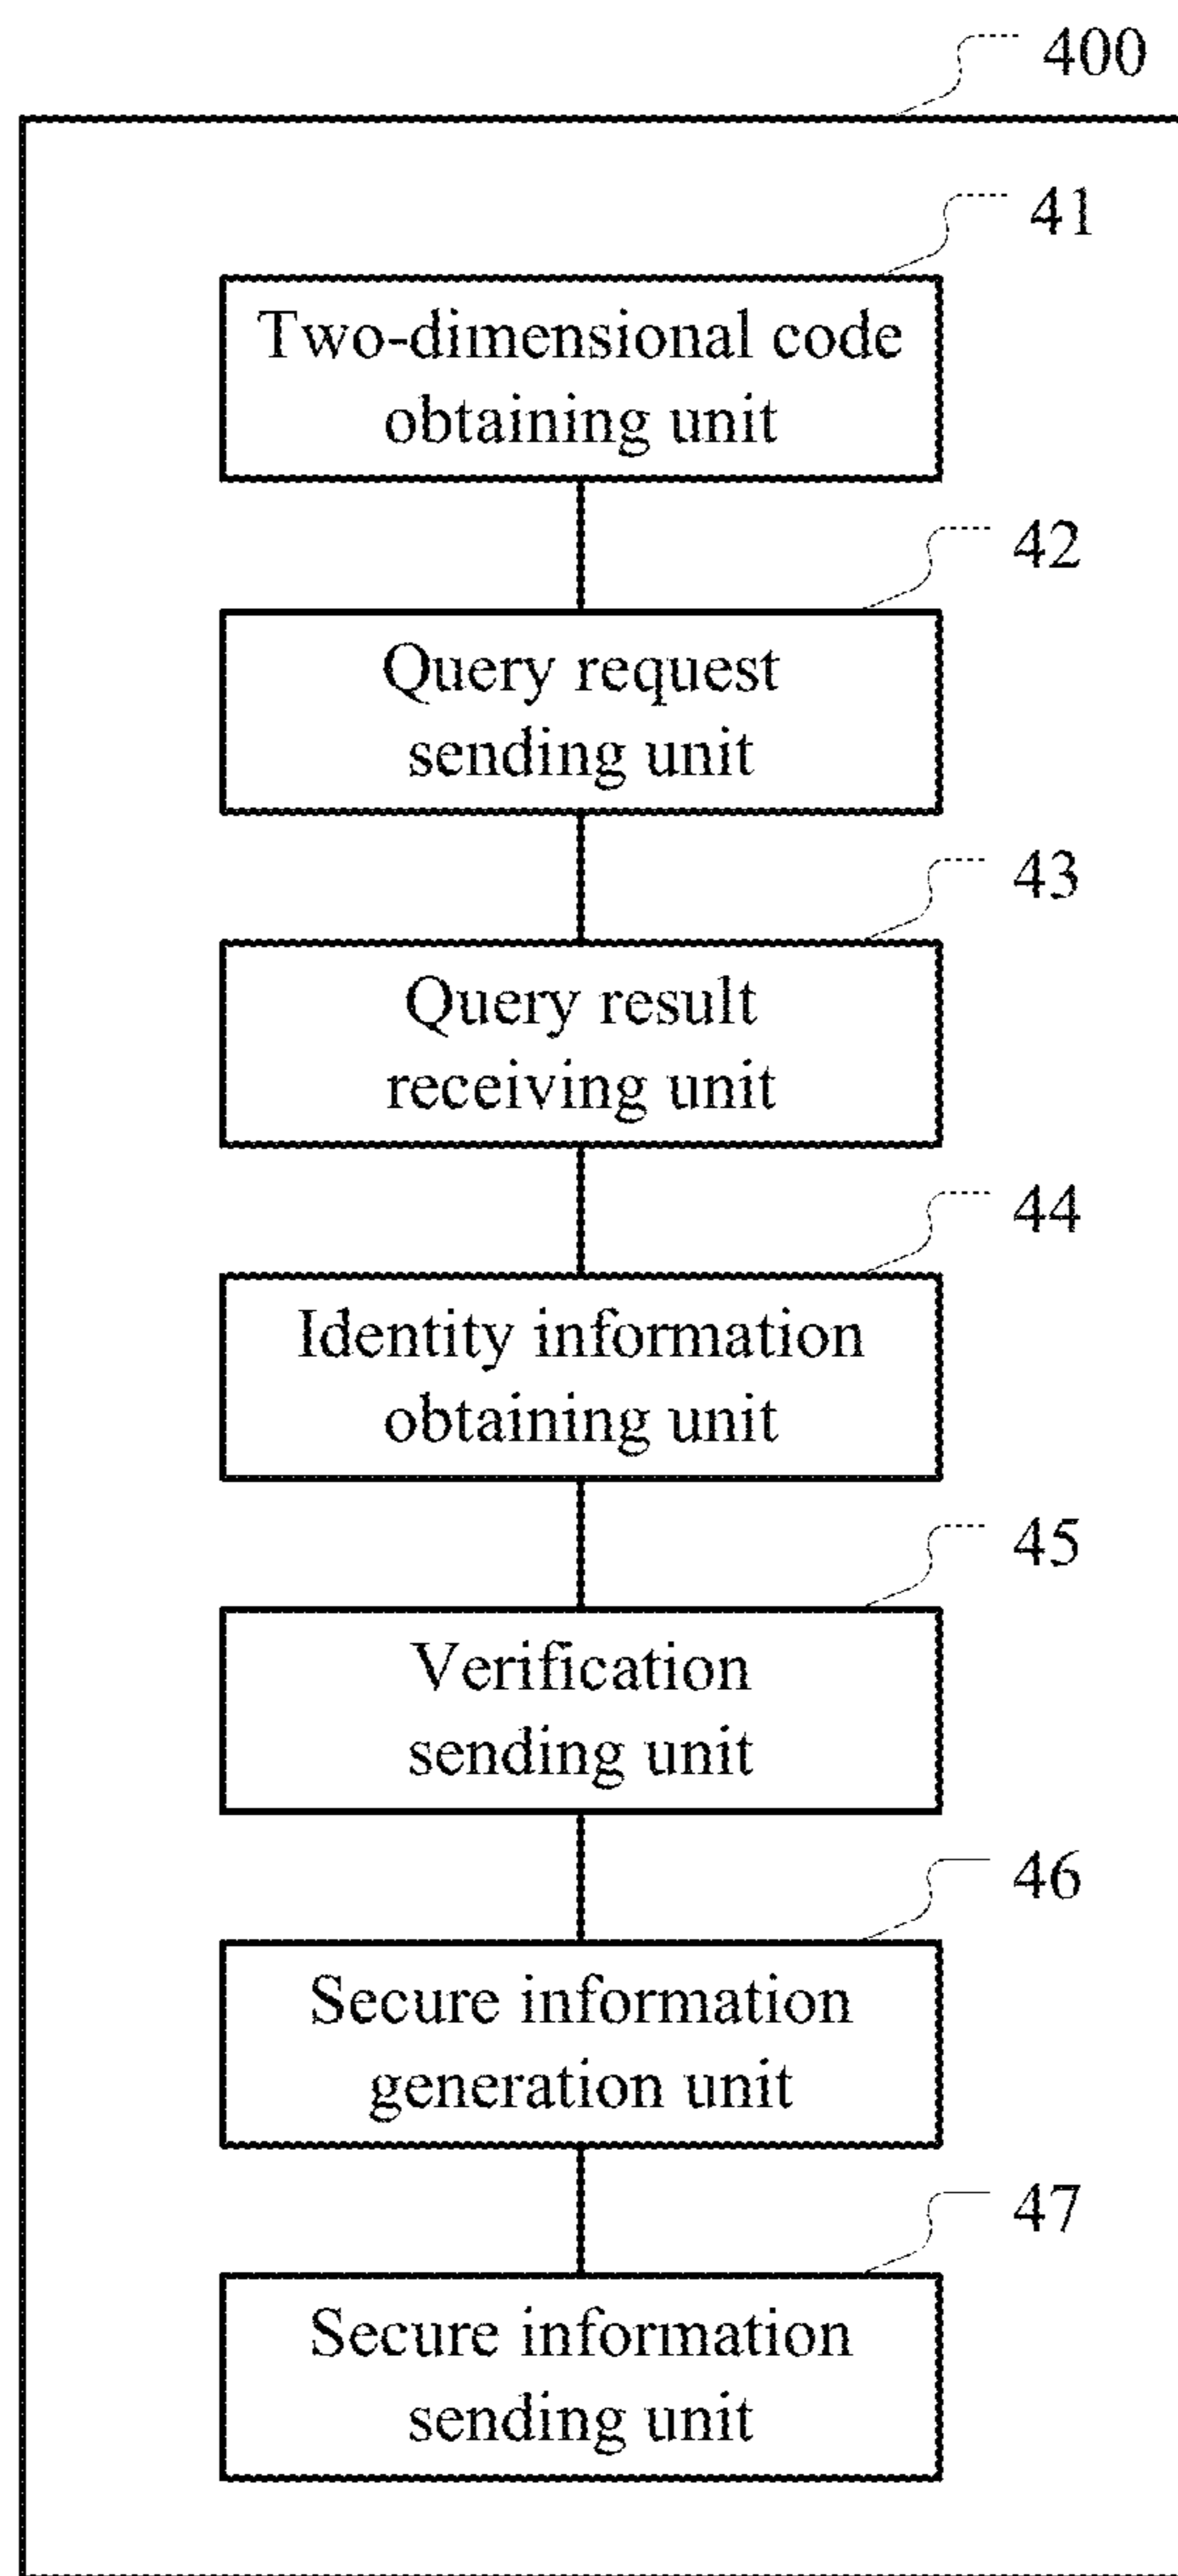 400
41
Two-dimensional code
obtaining unit
42
Query request
sending unit
43
Query result
receiving unit
44
Identity information
obtaining unit
45
Verification
sending unit
46
Secure information
generation unit
47
Secure information
sending unit